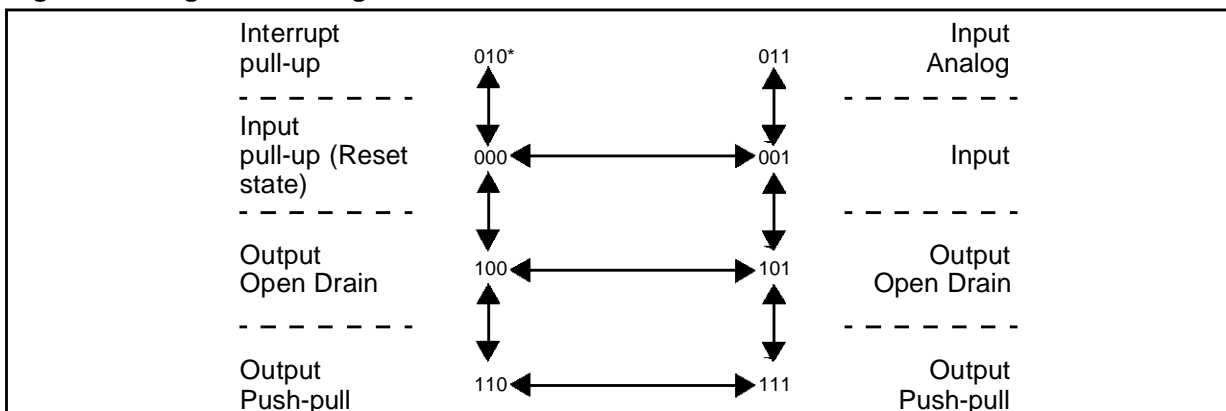 Interrupt
pull-up
010*
011
Input
Analog
Input
pull-up (Reset
state)
000
001
Input
Output
Open Drain
100
101
Output
Open Drain
Output
Push-pull
110
111
Output
Push-pull